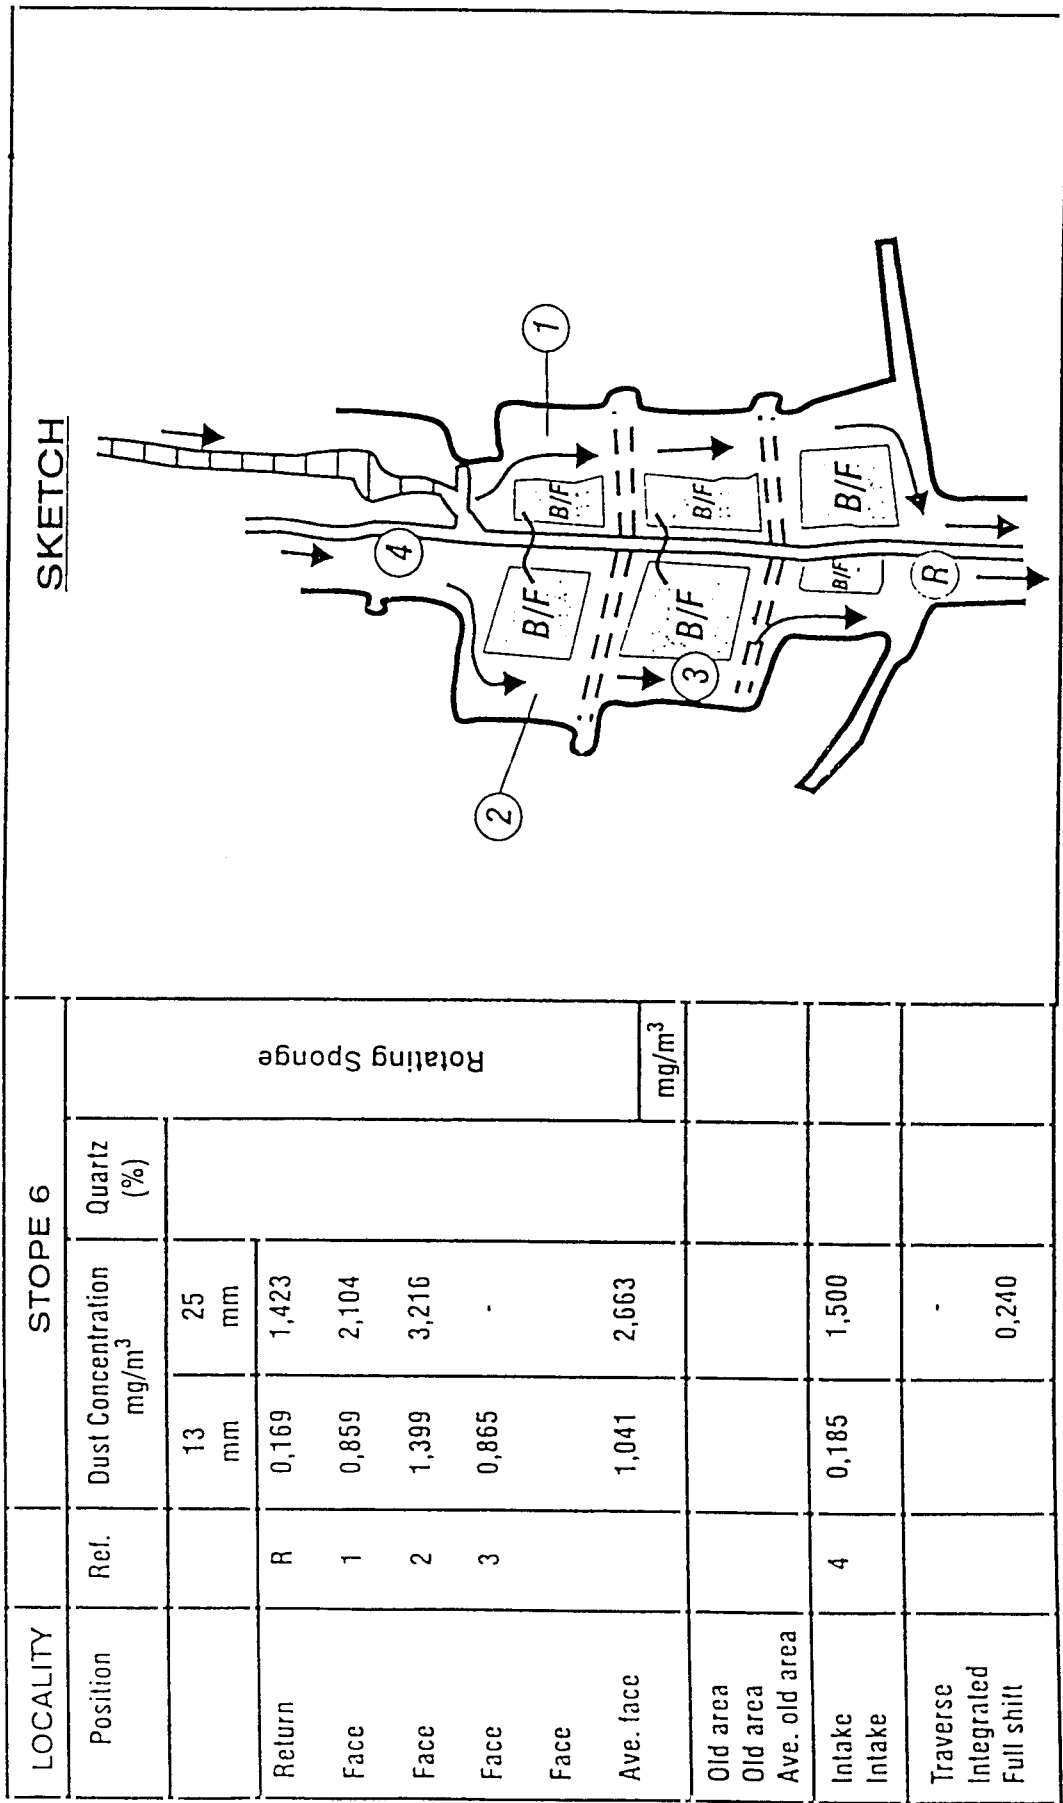 LOCALITY STOPE 6
Position Ref. Dust Concentration mg/m³ Quartz (%) Rotating Sponge
13 mm 25 mm
Return R 0,169 1,423
Face 1 0,859 2,104
Face 2 1,399 3,216
Face 3 0,865 -
Face
Ave. face 1,041 2,663 mg/m³
Old area
Old area
Ave. old area
Intake 4 0,185 1,500
Intake
Traverse -
Integrated
Full shift 0,240
SKETCH
1
2
3
4
R
B/F
B/F
B/F
B/F
B/F
B/F